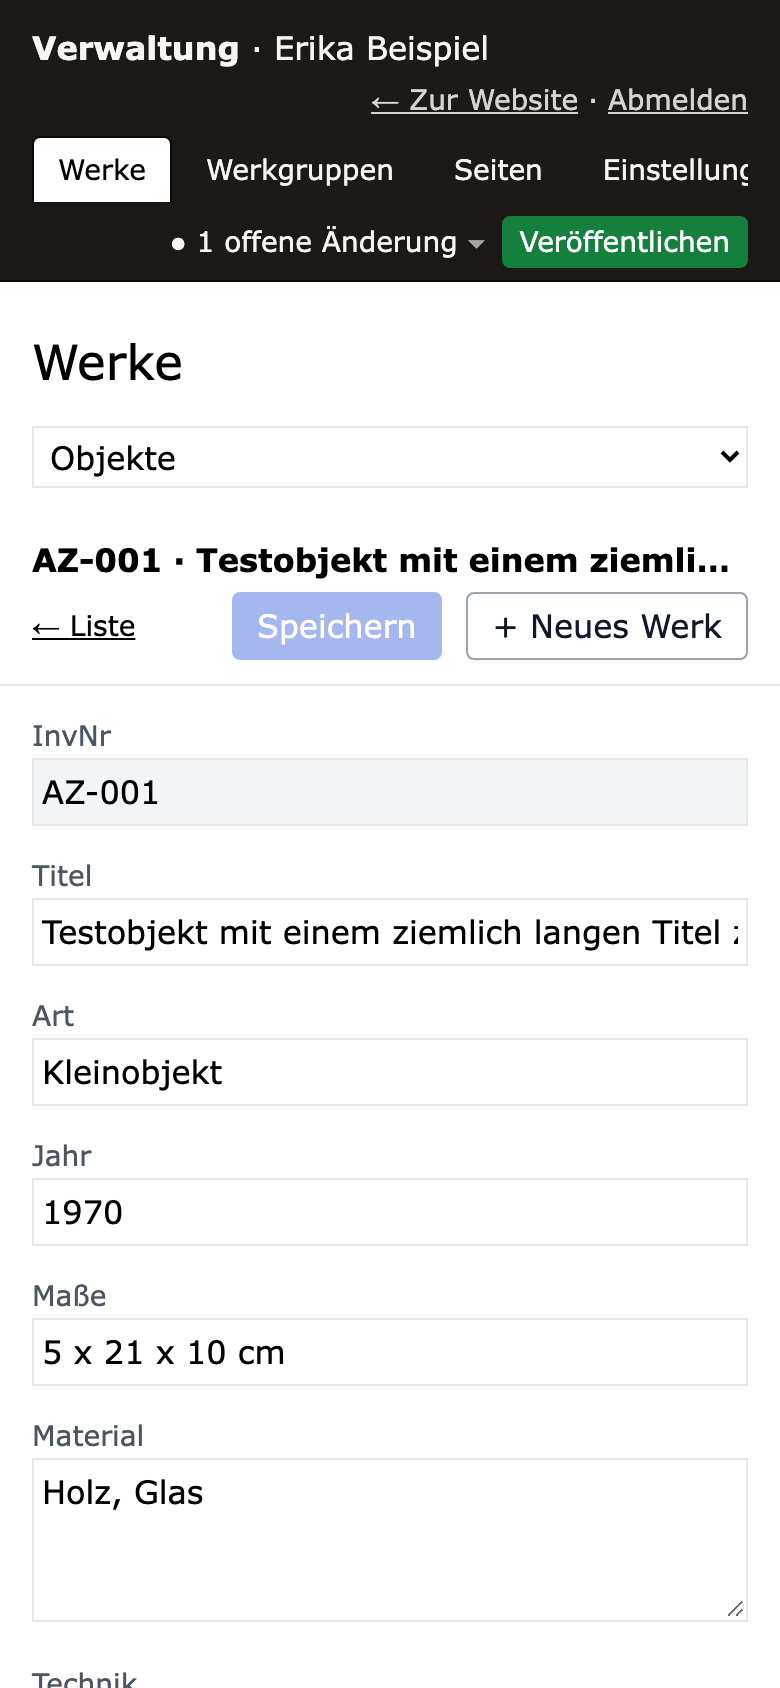 Verwaltung · Erika Beispiel
← Zur Website · Abmelden
Werke Werkgruppen Seiten Einstellung
● 1 offene Änderung Veröffentlichen
Werke
Objekte
AZ-001 · Testobjekt mit einem ziemli...
← Liste Speichern + Neues Werk
InvNr
AZ-001
Titel
Testobjekt mit einem ziemlich langen Titel
Art
Kleinobjekt
Jahr
1970
Maße
5 x 21 x 10 cm
Material
Holz, Glas
Technik